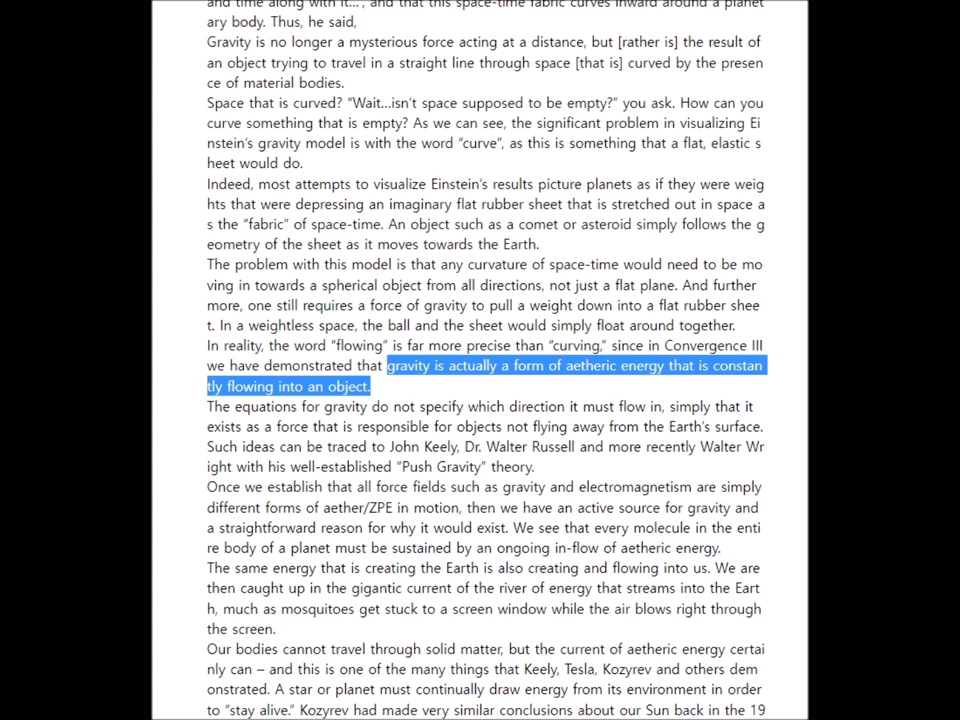 and time along with it…", and that this space-time fabric curves inward around a planet
ary body. Thus, he said,
Gravity is no longer a mysterious force acting at a distance, but [rather is] the result of
an object trying to travel in a straight line through space [that is] curved by the presen
ce of material bodies.
Space that is curved? “Wait…isn’t space supposed to be empty?” you ask. How can you
curve something that is empty? As we can see, the significant problem in visualizing Ei
nstein’s gravity model is with the word “curve”, as this is something that a flat, elastic s
heet would do.
Indeed, most attempts to visualize Einstein’s results picture planets as if they were weig
hts that were depressing an imaginary flat rubber sheet that is stretched out in space a
s the “fabric” of space-time. An object such as a comet or asteroid simply follows the g
eometry of the sheet as it moves towards the Earth.
The problem with this model is that any curvature of space-time would need to be mo
ving in towards a spherical object from all directions, not just a flat plane. And further
more, one still requires a force of gravity to pull a weight down into a flat rubber shee
t. In a weightless space, the ball and the sheet would simply float around together.
In reality, the word “flowing” is far more precise than “curving,” since in Convergence III
we have demonstrated that gravity is actually a form of aetheric energy that is constan
tly flowing into an object.
The equations for gravity do not specify which direction it must flow in, simply that it
exists as a force that is responsible for objects not flying away from the Earth’s surface.
Such ideas can be traced to John Keely, Dr. Walter Russell and more recently Walter Wr
ight with his well-established “Push Gravity” theory.
Once we establish that all force fields such as gravity and electromagnetism are simply
different forms of aether/ZPE in motion, then we have an active source for gravity and
a straightforward reason for why it would exist. We see that every molecule in the enti
re body of a planet must be sustained by an ongoing in-flow of aetheric energy.
The same energy that is creating the Earth is also creating and flowing into us. We are
then caught up in the gigantic current of the river of energy that streams into the Eart
h, much as mosquitoes get stuck to a screen window while the air blows right through
the screen.
Our bodies cannot travel through solid matter, but the current of aetheric energy certai
nly can – and this is one of the many things that Keely, Tesla, Kozyrev and others dem
onstrated. A star or planet must continually draw energy from its environment in order
to “stay alive.” Kozyrev had made very similar conclusions about our Sun back in the 19